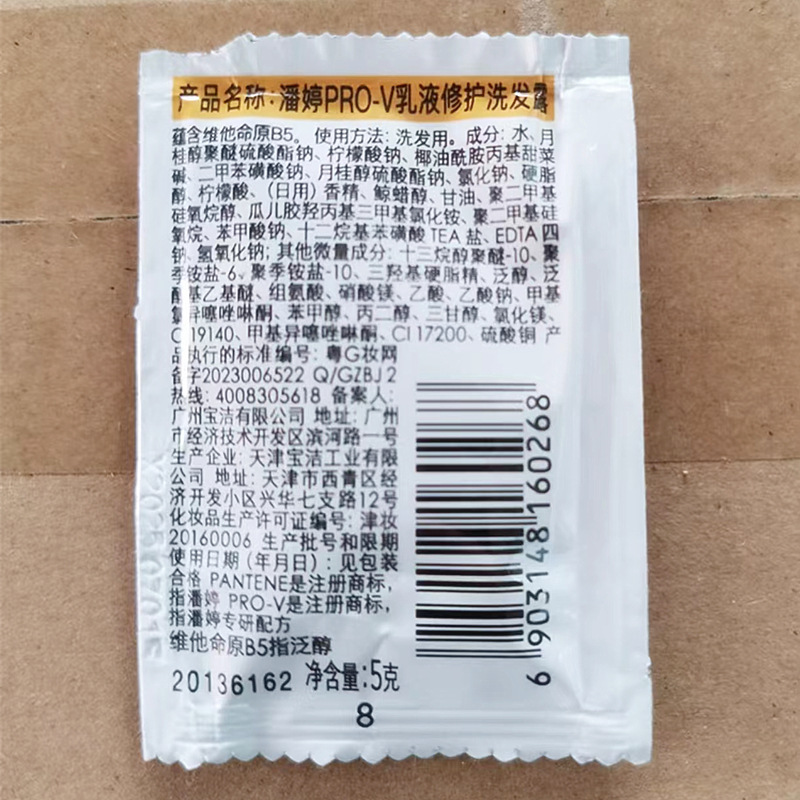 产品名称：潘婷PRO-V乳液修护洗发露
蕴含维他命原B5。使用方法：洗发用。成分：水、月
桂醇聚醚硫酸酯钠、柠檬酸钠、椰油酰胺丙基甜菜
碱、二甲苯磺酸钠、月桂醇硫酸酯钠、氯化钠、硬脂
醇、柠檬酸、（日用）香精、鲸蜡醇、甘油、聚二甲基
硅氧烷醇、瓜儿胶羟丙基三甲基氯化铵、聚二甲基硅
氧烷、苯甲酸钠、十二烷基苯磺酸 TEA 盐、EDTA 四
钠、氢氧化钠；其他微量成分：十三烷醇聚醚-10、聚
季铵盐-6、聚季铵盐-10、三羟基硬脂精、泛醇、泛
酰基乙基醚、组氨酸、硝酸镁、乙酸、乙酸钠、甲基
氯异噻唑啉酮、苯甲醇、丙二醇、三甘醇、氯化镁、
CI 19140、甲基异噻唑啉酮、CI 17200、硫酸铜 产
品执行的标准编号：粤G妆网
备字2023006522 Q/GZBJ 2
热线：4008305618 备案人：
广州宝洁有限公司 地址：广州
市经济技术开发区滨河路一号
生产企业：天津宝洁工业有限
公司 地址：天津市西青区经
济开发小区兴华七支路12号
化妆品生产许可证编号：津妆
20160006 生产批号和限期
使用日期（年月日）：见包装
合格 PANTENE是注册商标，
指潘婷 PRO-V是注册商标，
指潘婷专研配方
维他命原B5指泛醇
20136162 净含量：5克
8
6 903148 160268